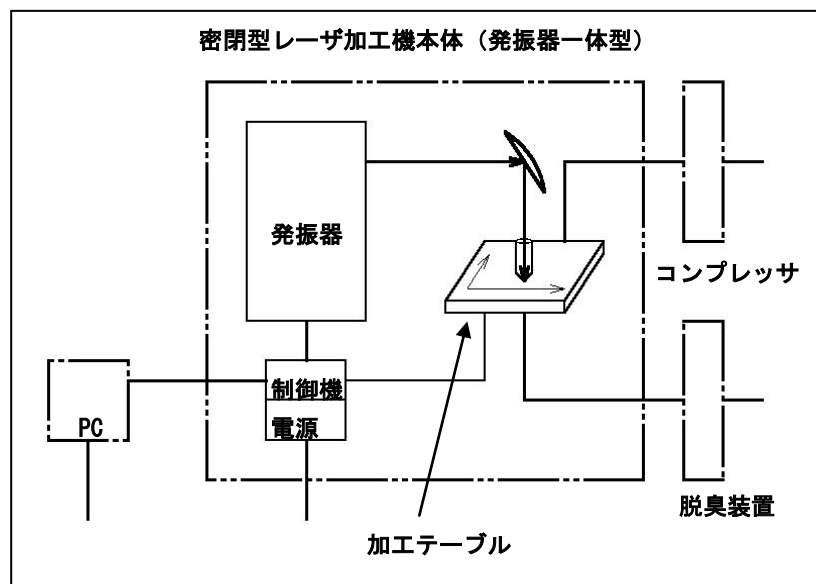 密閉型レーザ加工機本体（発振器一体型）
発振器
コンプレッサ
制御機
電源
PC
脱臭装置
加工テーブル